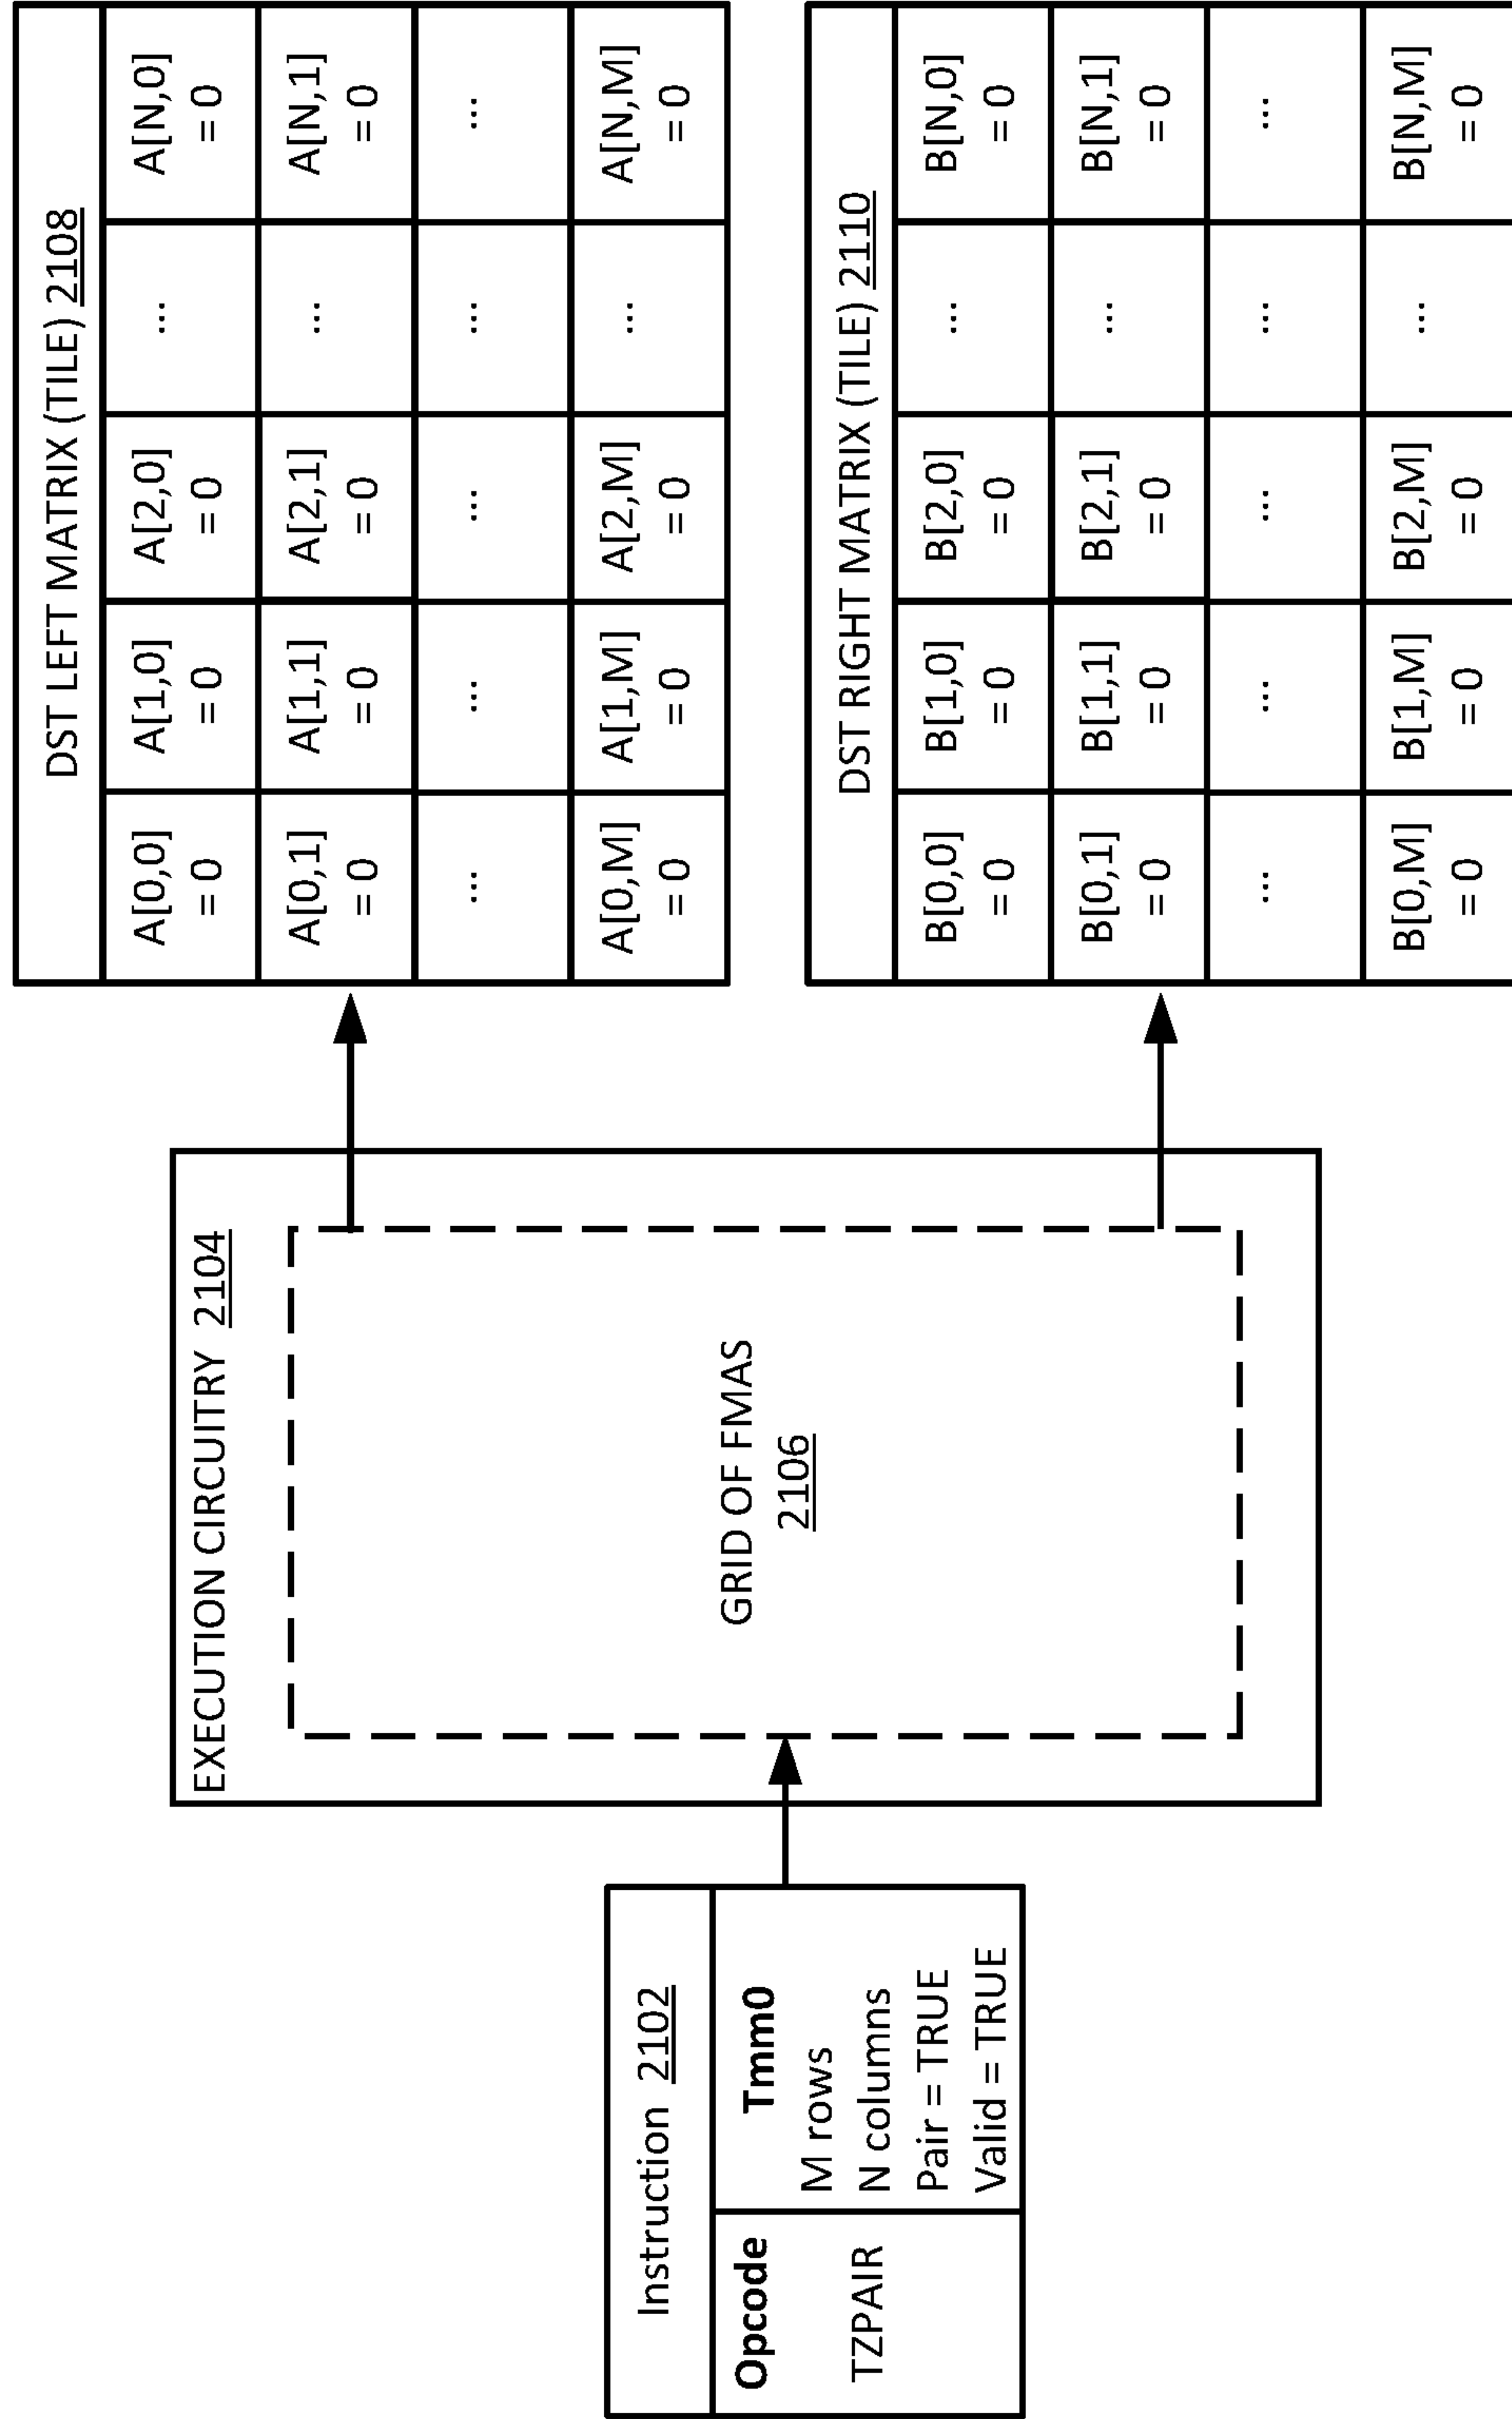 Instruction 2102
Opcode
TZPAIR
Tmm0
M rows
N columns
Pair = TRUE
Valid = TRUE
EXECUTION CIRCUITRY 2104
GRID OF FMAS
2106
DST LEFT MATRIX (TILE) 2108
A[0,0] = 0 A[1,0] = 0 A[2,0] = 0 ... A[N,0] = 0
A[0,1] = 0 A[1,1] = 0 A[2,1] = 0 ... A[N,1] = 0
... ... ... ... ...
A[0,M] = 0 A[1,M] = 0 A[2,M] = 0 ... A[N,M] = 0
DST RIGHT MATRIX (TILE) 2110
B[0,0] = 0 B[1,0] = 0 B[2,0] = 0 ... B[N,0] = 0
B[0,1] = 0 B[1,1] = 0 B[2,1] = 0 ... B[N,1] = 0
... ... ... ... ...
B[0,M] = 0 B[1,M] = 0 B[2,M] = 0 ... B[N,M] = 0